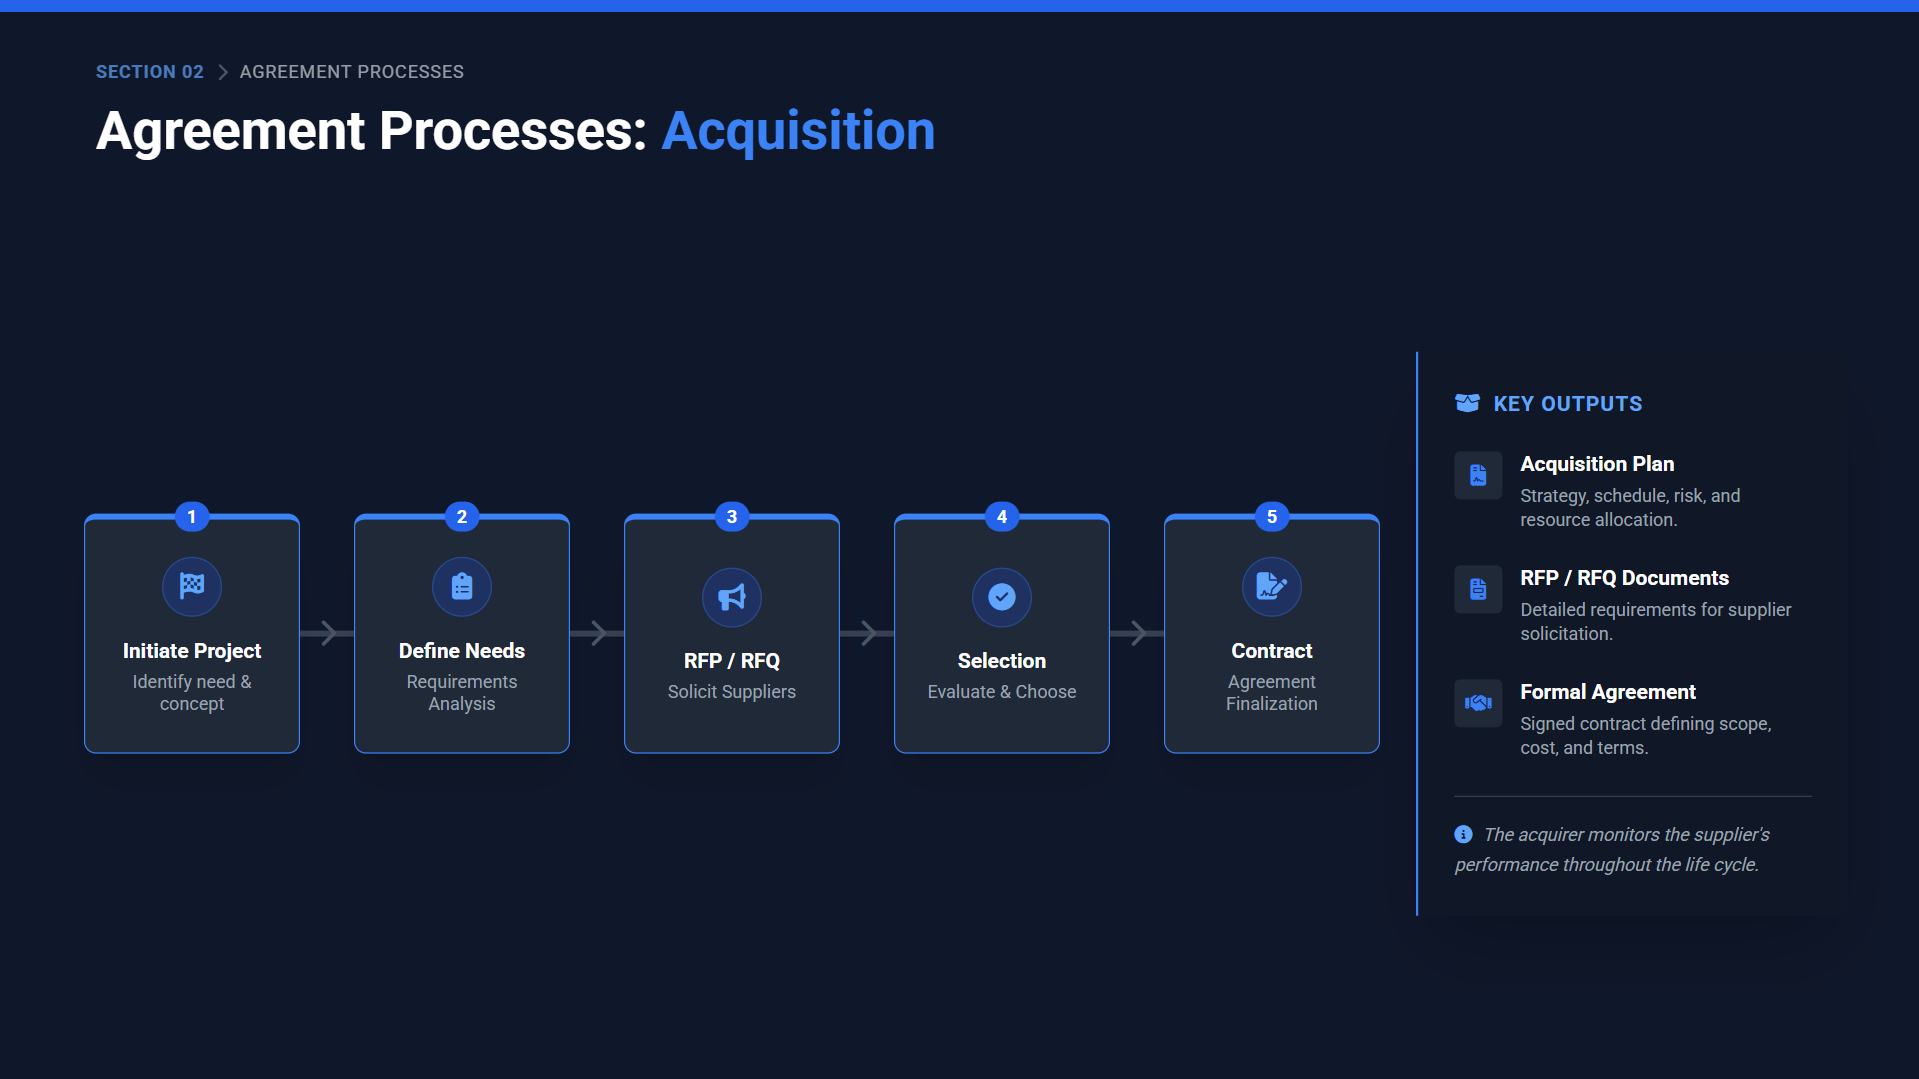 SECTION 02 > AGREEMENT PROCESSES
Agreement Processes: Acquisition
1
Initiate Project
Identify need &
concept
2
Define Needs
Requirements
Analysis
3
RFP / RFQ
Solicit Suppliers
4
Selection
Evaluate & Choose
5
Contract
Agreement
Finalization
KEY OUTPUTS
Acquisition Plan
Strategy, schedule, risk, and
resource allocation.
RFP / RFQ Documents
Detailed requirements for supplier
solicitation.
Formal Agreement
Signed contract defining scope,
cost, and terms.
The acquirer monitors the supplier's
performance throughout the life cycle.